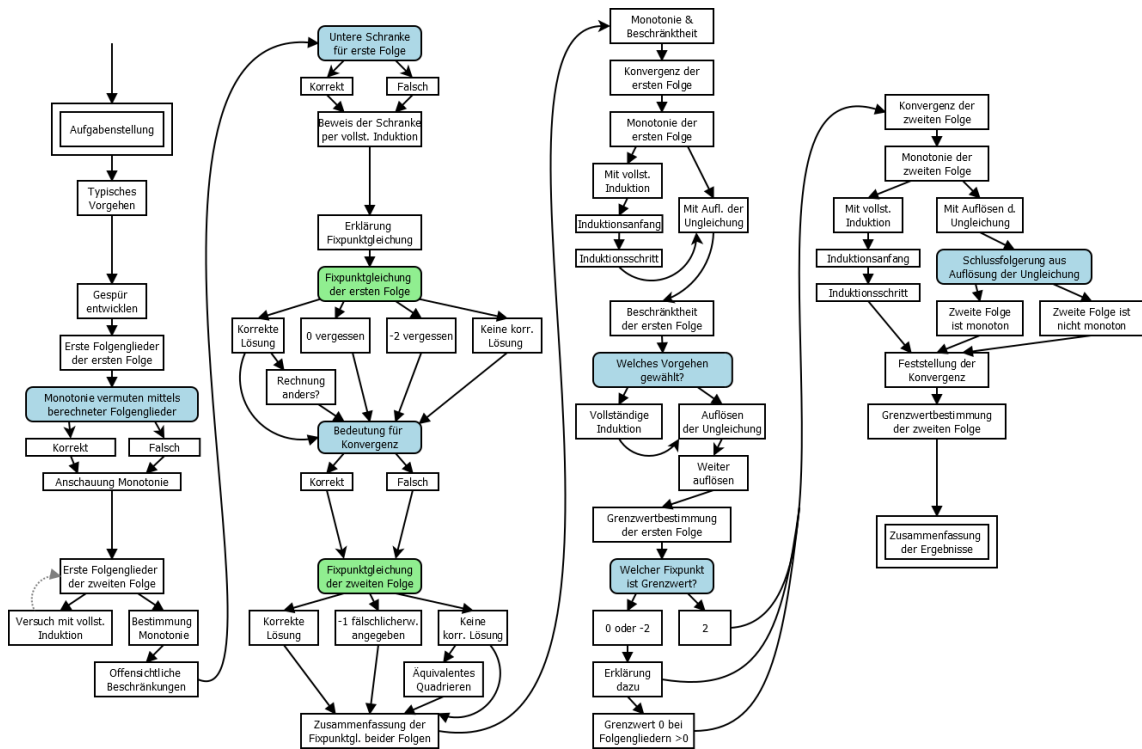 Aufgabenstellung
Typisches
Vorgehen
Gespür
entwickeln
Erste Folgenglieder
der ersten Folge
Monotonie vermuten mittels
berechneter Folgenglieder
Korrekt
Falsch
Anschauung Monotonie
Erste Folgenglieder
der zweiten Folge
Versuch mit vollst.
Induktion
Bestimmung
Monotonie
Offensichtliche
Beschränkungen
Untere Schranke
für erste Folge
Korrekt
Falsch
Beweis der Schranke
per vollst. Induktion
Erklärung
Fixpunktgleichung
Fixpunktgleichung
der ersten Folge
Korrekte
Lösung
0 vergessen
-2 vergessen
Keine korr.
Lösung
Rechnung
anders?
Bedeutung für
Konvergenz
Korrekt
Falsch
Fixpunktgleichung
der zweiten Folge
Korrekte
Lösung
-1 fälschlicherw.
angegeben
Keine
korr. Lösung
Äquivalentes
Quadrieren
Zusammenfassung der
Fixpunktgl. beider Folgen
Monotonie &
Beschränktheit
Konvergenz der
ersten Folge
Monotonie der
ersten Folge
Mit vollst.
Induktion
Mit Aufl. der
Ungleichung
Induktionsanfang
Induktionsschritt
Beschränktheit
der ersten Folge
Welches Vorgehen
gewählt?
Vollständige
Induktion
Auflösen
der Ungleichung
Weiter
auflösen
Grenzwertbestimmung
der ersten Folge
Welcher Fixpunkt
ist Grenzwert?
0 oder -2
2
Erklärung
dazu
Grenzwert 0 bei
Folgengliedern >0
Konvergenz der
zweiten Folge
Monotonie der
zweiten Folge
Mit vollst.
Induktion
Mit Auflösen d.
Ungleichung
Induktionsanfang
Induktionsschritt
Schlussfolgerung aus
Auflösung der Ungleichung
Zweite Folge
ist monoton
Zweite Folge ist
nicht monoton
Feststellung der
Konvergenz
Grenzwertbestimmung
der zweiten Folge
Zusammenfassung
der Ergebnisse